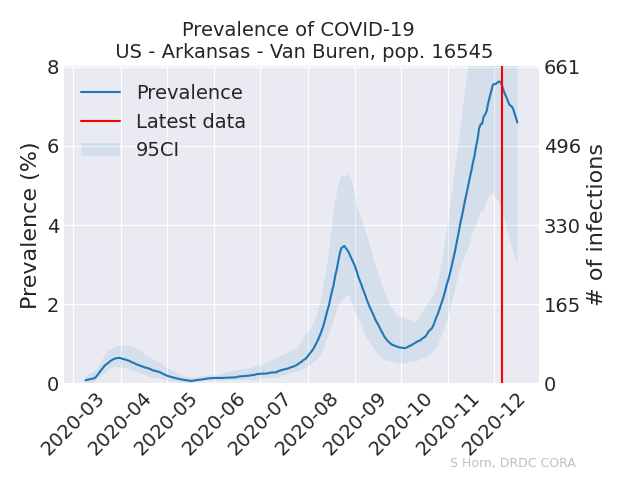 Prevalence of COVID-19
US - Arkansas - Van Buren, pop. 16545
8
6
4
2
0
Prevalence (%)
Prevalence
Latest data
95CI
661
496
330
165
0
# of infections
2020-03
2020-04
2020-05
2020-06
2020-07
2020-08
2020-09
2020-10
2020-11
2020-12
S Horn, DRDC CORA